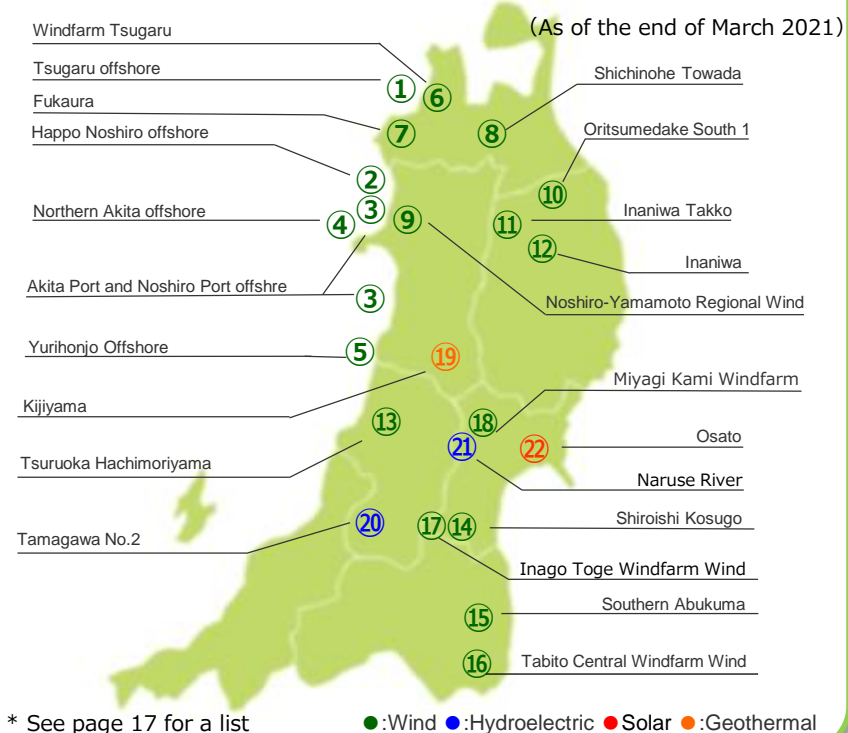 (As of the end of March 2021)
Windfarm Tsugaru
Tsugaru offshore
Fukaura
Happo Noshiro offshore
Northern Akita offshore
Akita Port and Noshiro Port offshre
Yurihonjo Offshore
Kijiyama
Tsuruoka Hachimoriyama
Tamagawa No.2
Shichinohe Towada
Oritsumedake South 1
Inaniwa Takko
Inaniwa
Noshiro-Yamamoto Regional Wind
Miyagi Kami Windfarm
Osato
Naruse River
Shiroishi Kosugo
Inago Toge Windfarm Wind
Southern Abukuma
Tabito Central Windfarm Wind
1
6
7
8
2
10
3
4
9
11
12
3
5
19
13
18
21
22
20
17
14
15
16
* See page 17 for a list
●:Wind ●:Hydroelectric ●Solar ●:Geothermal